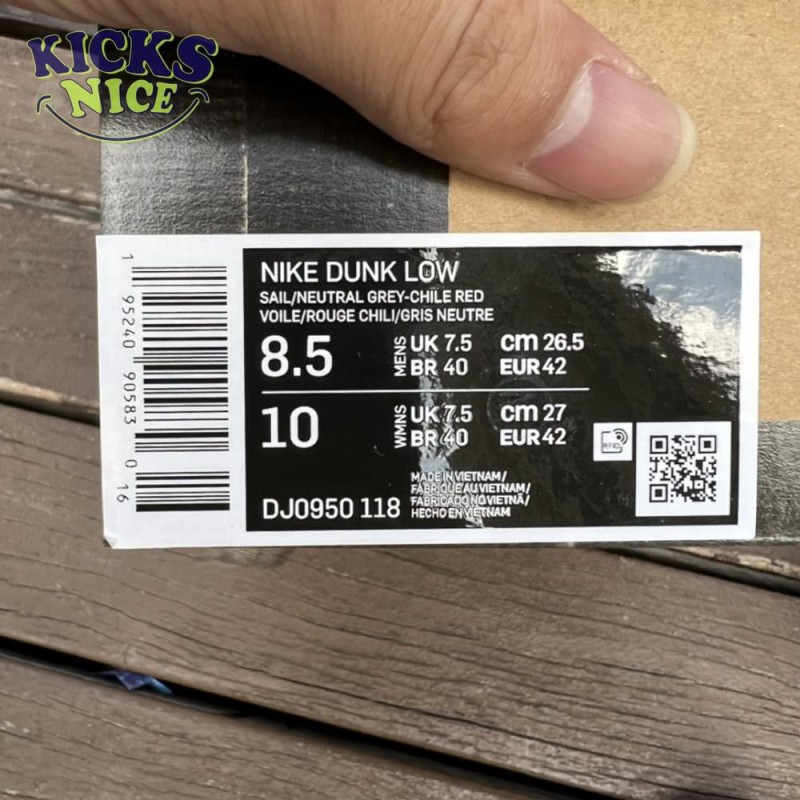 KICKS
NICE
NIKE DUNK LOW
SAIL/NEUTRAL GREY-CHILE RED
VOILE/ROUGE CHILI/GRIS NEUTRE
8.5 MENS UK 7.5 cm 26.5
BR 40 EUR 42
10 WMNS UK 7.5 cm 27
BR 40 EUR 42
RFID
DJ0950 118
MADE IN VIETNAM/
FABRIQUÉ AU VIETNAM/
FABRICADO NO VIETNÃ/
HECHO EN VIETNAM
1 95240 90583 0 16